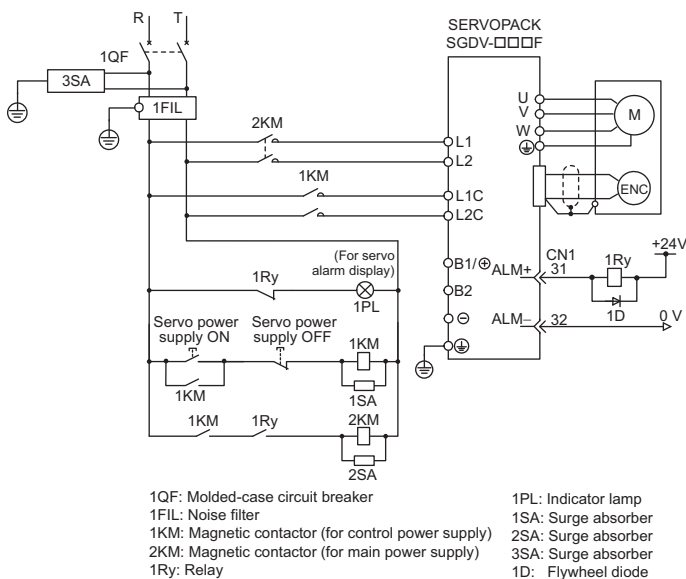 R T
SERVOPACK
SGDV-□□□F
1QF
3SA
1FIL
U
V
W
M
2KM
L1
L2
1KM
L1C
L2C
ENC
(For servo
alarm display)
1Ry
1PL
B1/⊕
B2
⊖
ALM+
CN1
31
1Ry
+24V
1D
ALM−
32
0 V
Servo power
supply ON
Servo power
supply OFF
1KM
1KM
1SA
1KM
1Ry
2KM
2SA
1QF: Molded-case circuit breaker
1FIL: Noise filter
1KM: Magnetic contactor (for control power supply)
2KM: Magnetic contactor (for main power supply)
1Ry: Relay
1PL: Indicator lamp
1SA: Surge absorber
2SA: Surge absorber
3SA: Surge absorber
1D: Flywheel diode